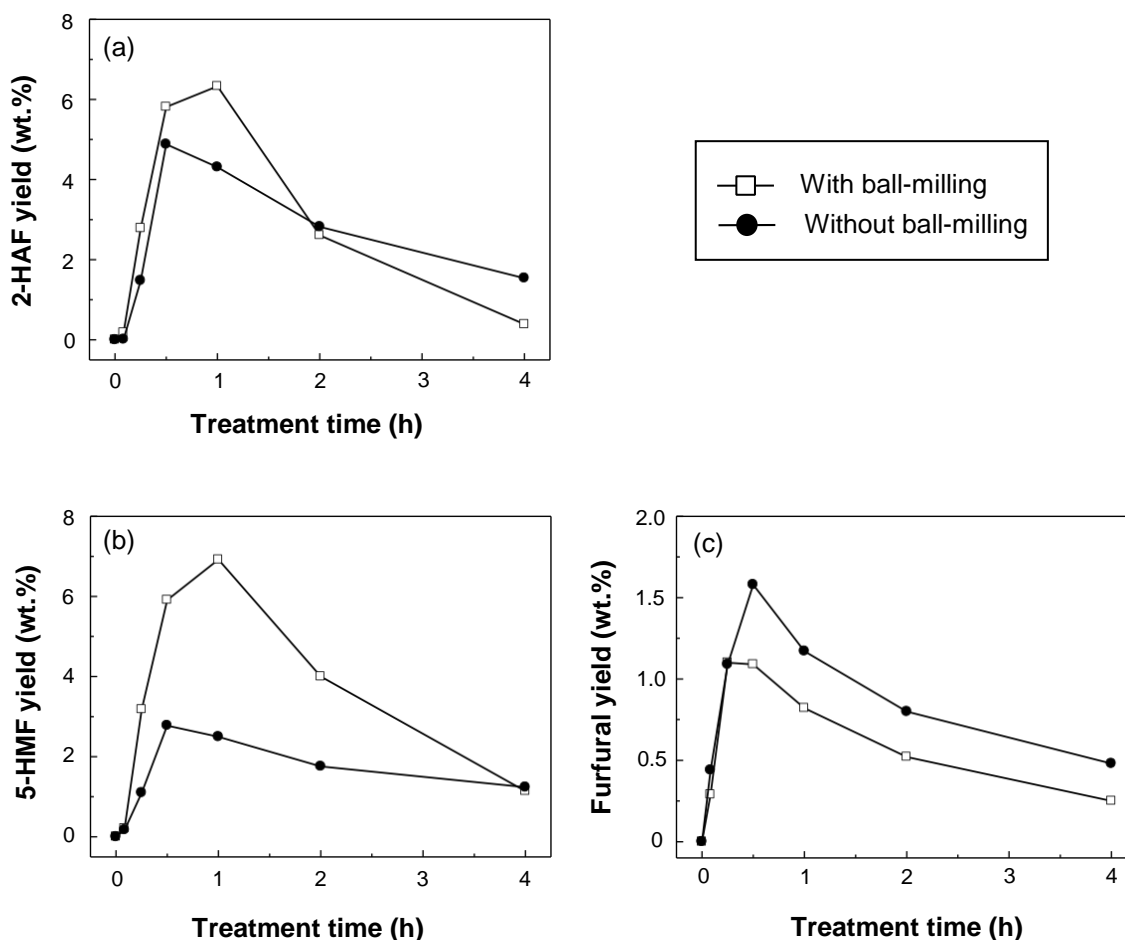 (a)
2-HAF yield (wt.%)
8
6
4
2
0
0 1 2 3 4
Treatment time (h)
With ball-milling
Without ball-milling
(b)
5-HMF yield (wt.%)
8
6
4
2
0
0 1 2 3 4
Treatment time (h)
(c)
Furfural yield (wt.%)
2.0
1.5
1.0
0.5
0
0 1 2 3 4
Treatment time (h)